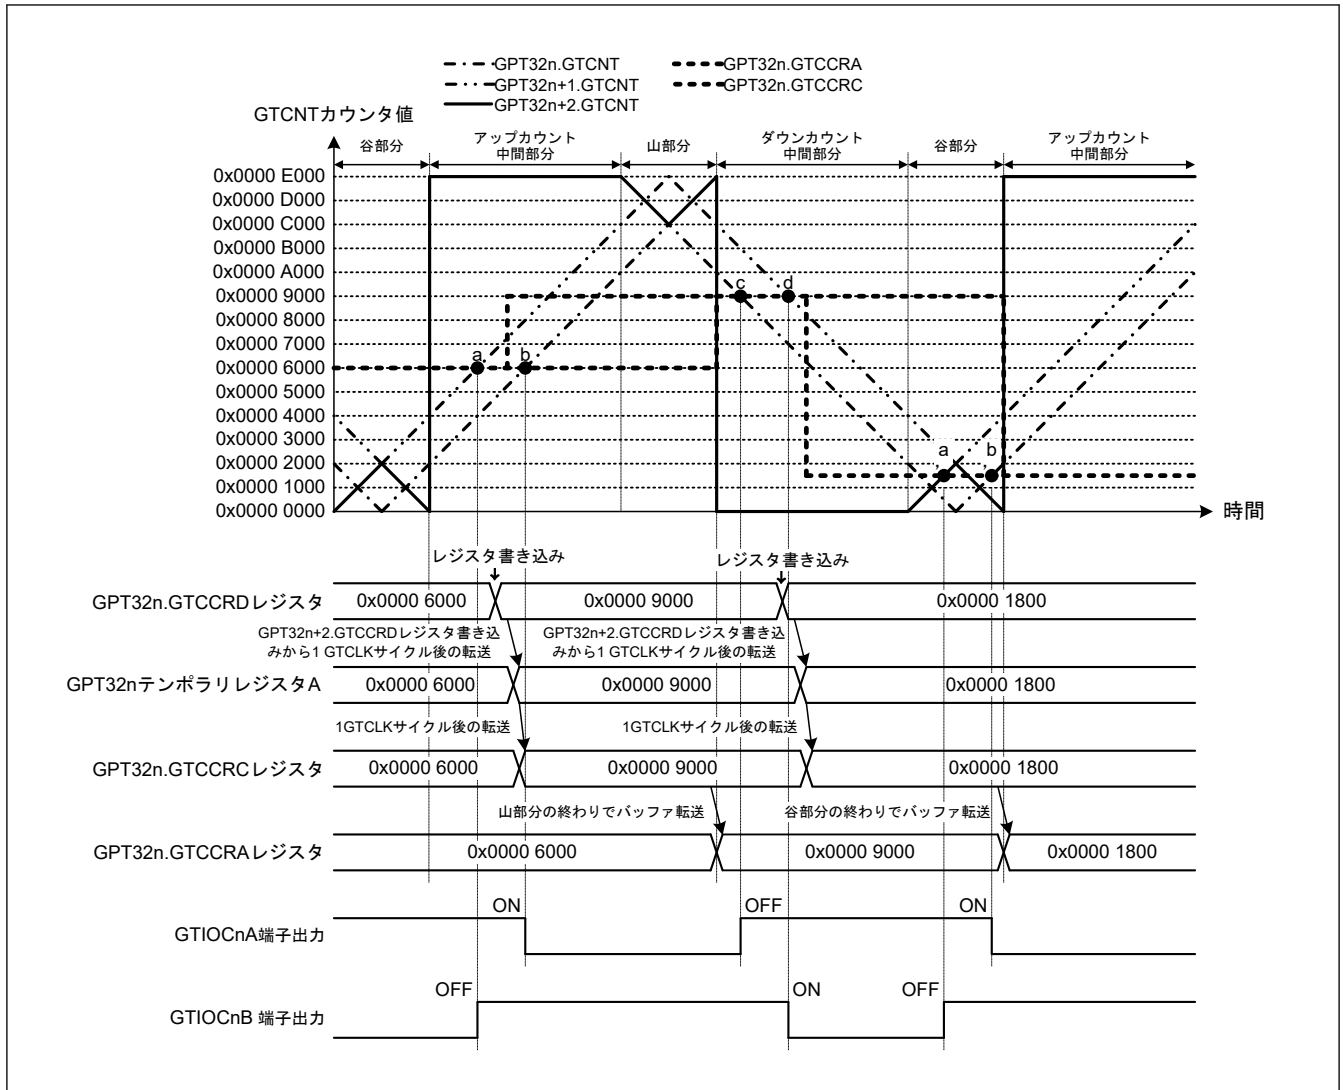 GPT32n.GTCNT
GPT32n+1.GTCNT
GPT32n+2.GTCNT
GPT32n.GTCCRA
GPT32n.GTCCRC
GTCNTカウンタ値
谷部分
アップカウント
中間部分
山部分
ダウンカウント
中間部分
谷部分
アップカウント
中間部分
0x0000 E000
0x0000 D000
0x0000 C000
0x0000 B000
0x0000 A000
0x0000 9000
0x0000 8000
0x0000 7000
0x0000 6000
0x0000 5000
0x0000 4000
0x0000 3000
0x0000 2000
0x0000 1000
0x0000 0000
a
b
c
d
a
b
時間
レジスタ書き込み
レジスタ書き込み
GPT32n.GTCCRDレジスタ
0x0000 6000
0x0000 9000
0x0000 1800
GPT32n+2.GTCCRDレジスタ書き込
みから1 GTCLKサイクル後の転送
GPT32n+2.GTCCRDレジスタ書き込
みから1 GTCLKサイクル後の転送
GPT32nテンポラリレジスタA
0x0000 6000
0x0000 9000
0x0000 1800
1GTCLKサイクル後の転送
1GTCLKサイクル後の転送
GPT32n.GTCCRCレジスタ
0x0000 6000
0x0000 9000
0x0000 1800
山部分の終わりでバッファ転送
谷部分の終わりでバッファ転送
GPT32n.GTCCRAレジスタ
0x0000 6000
0x0000 9000
0x0000 1800
ON
OFF
ON
GTIOCnA端子出力
OFF
ON
OFF
GTIOCnB 端子出力